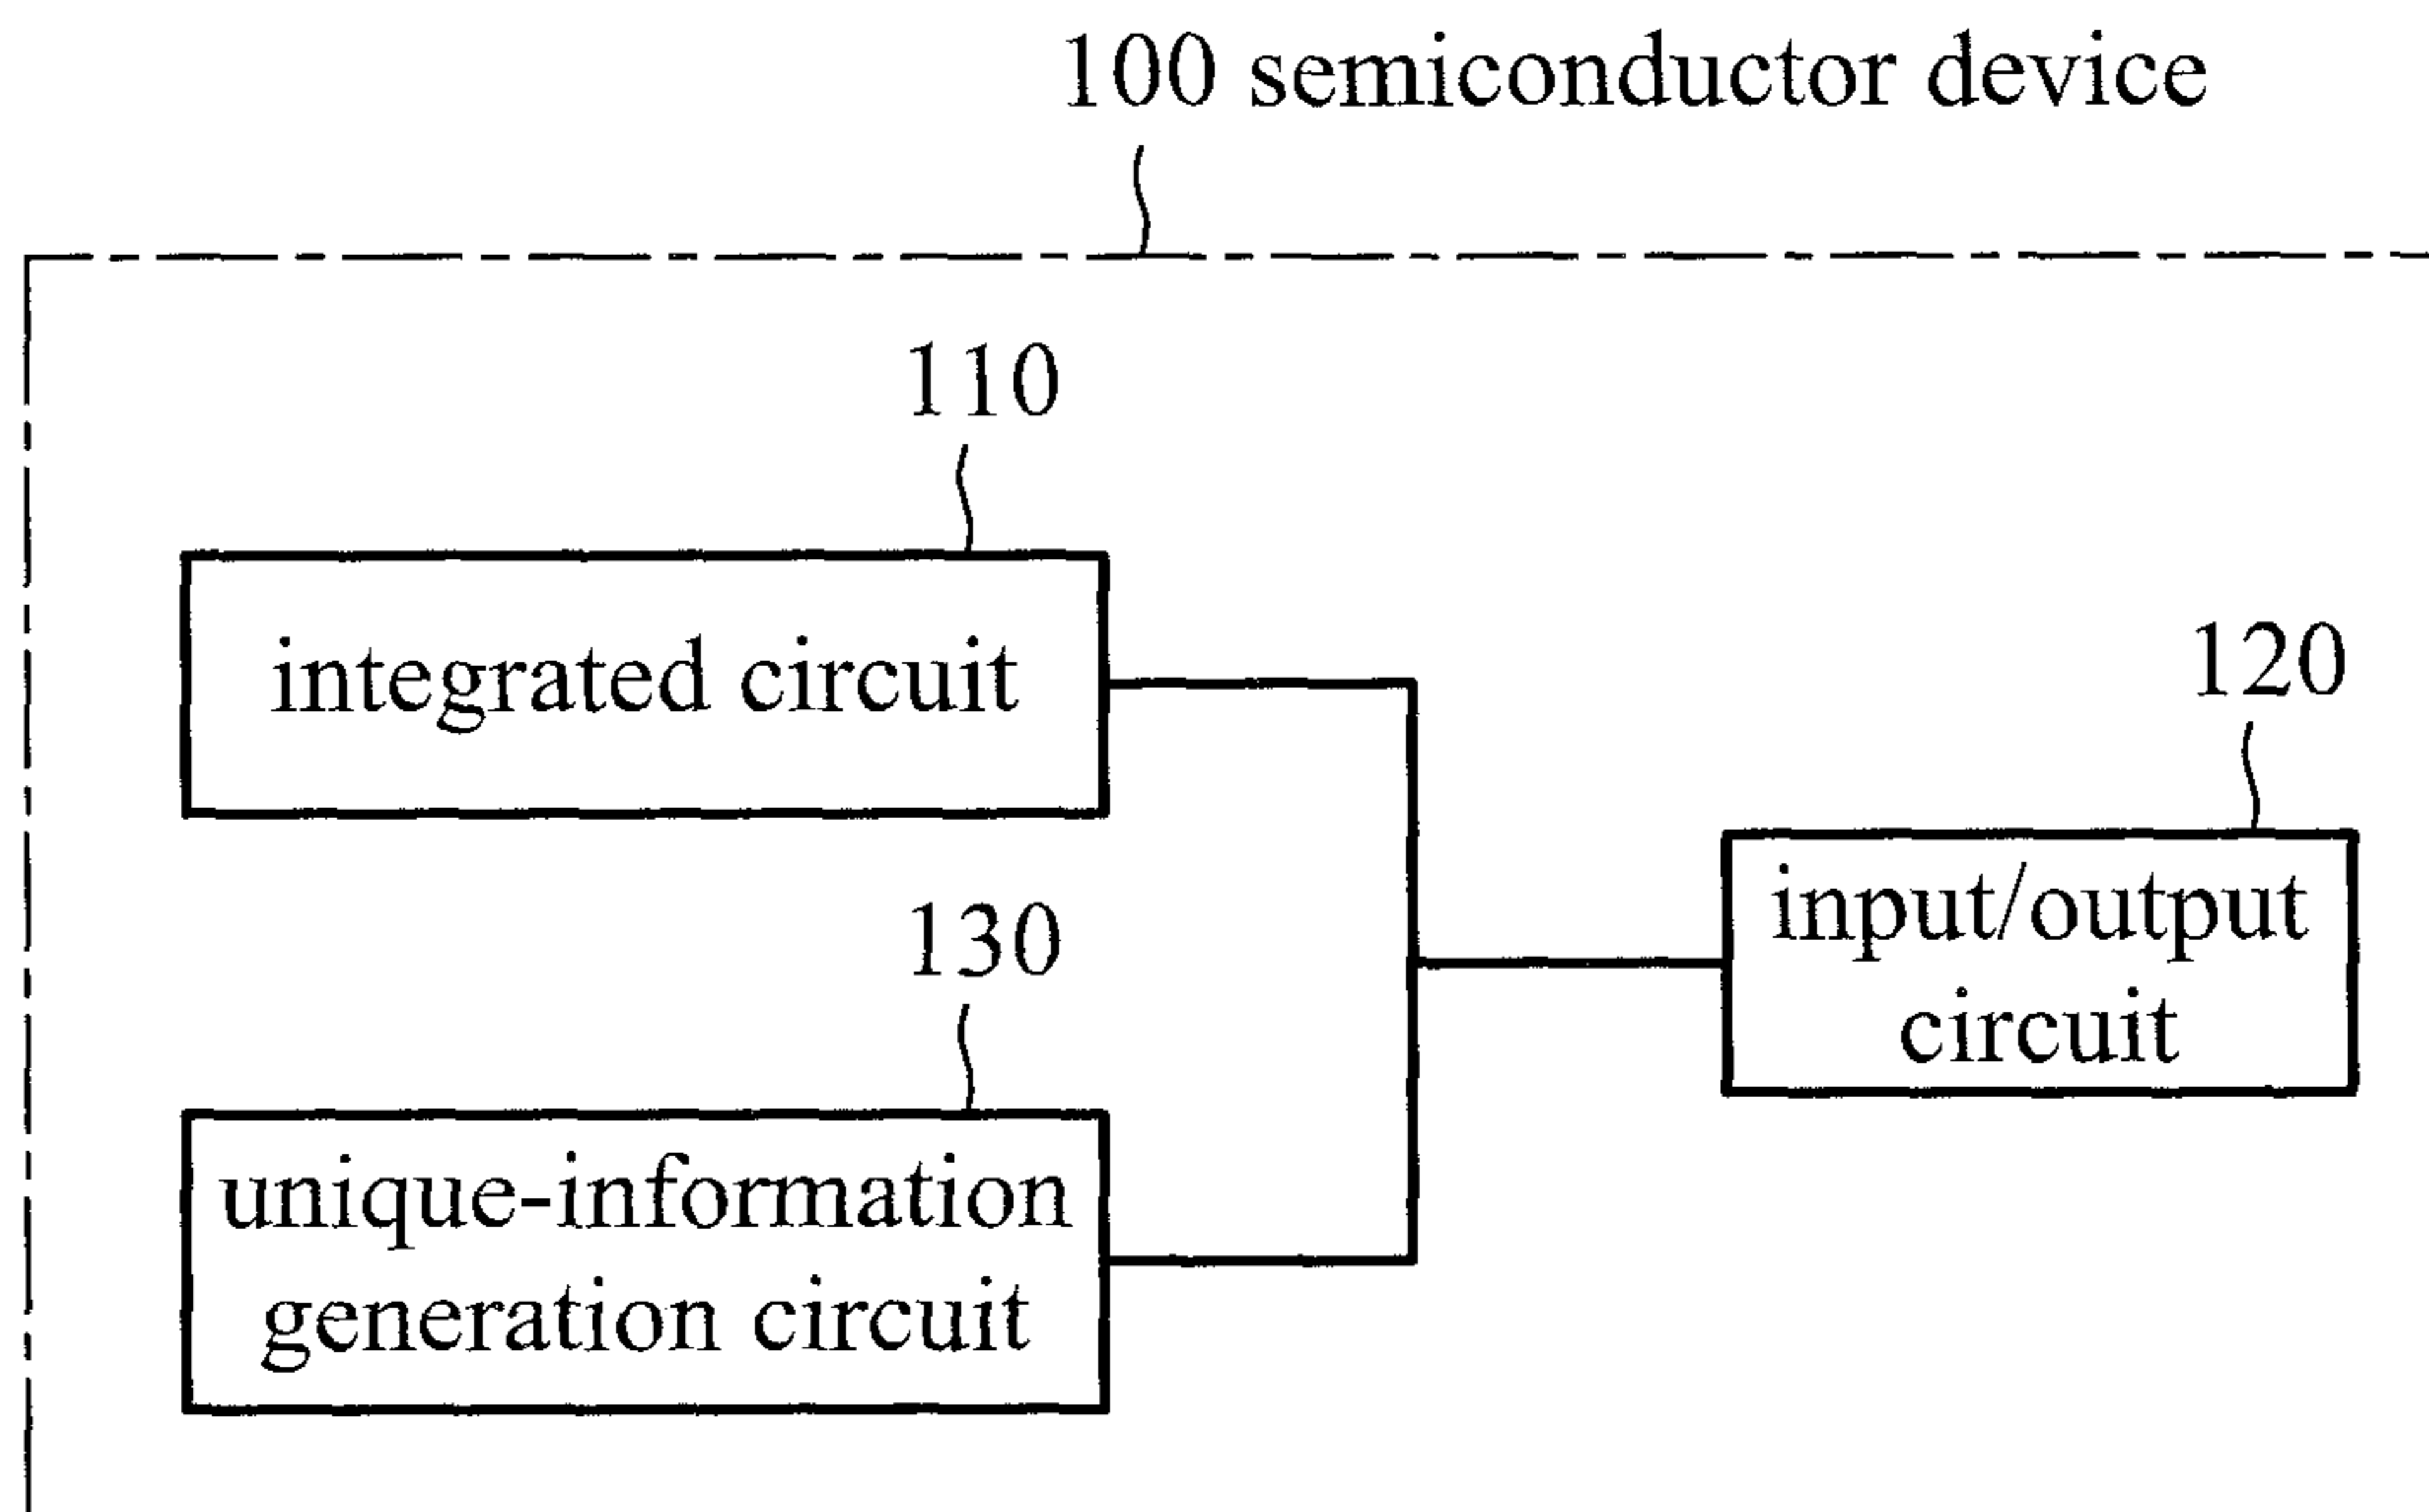 100 semiconductor device
110
integrated circuit
120
input/output
circuit
130
unique-information
generation circuit